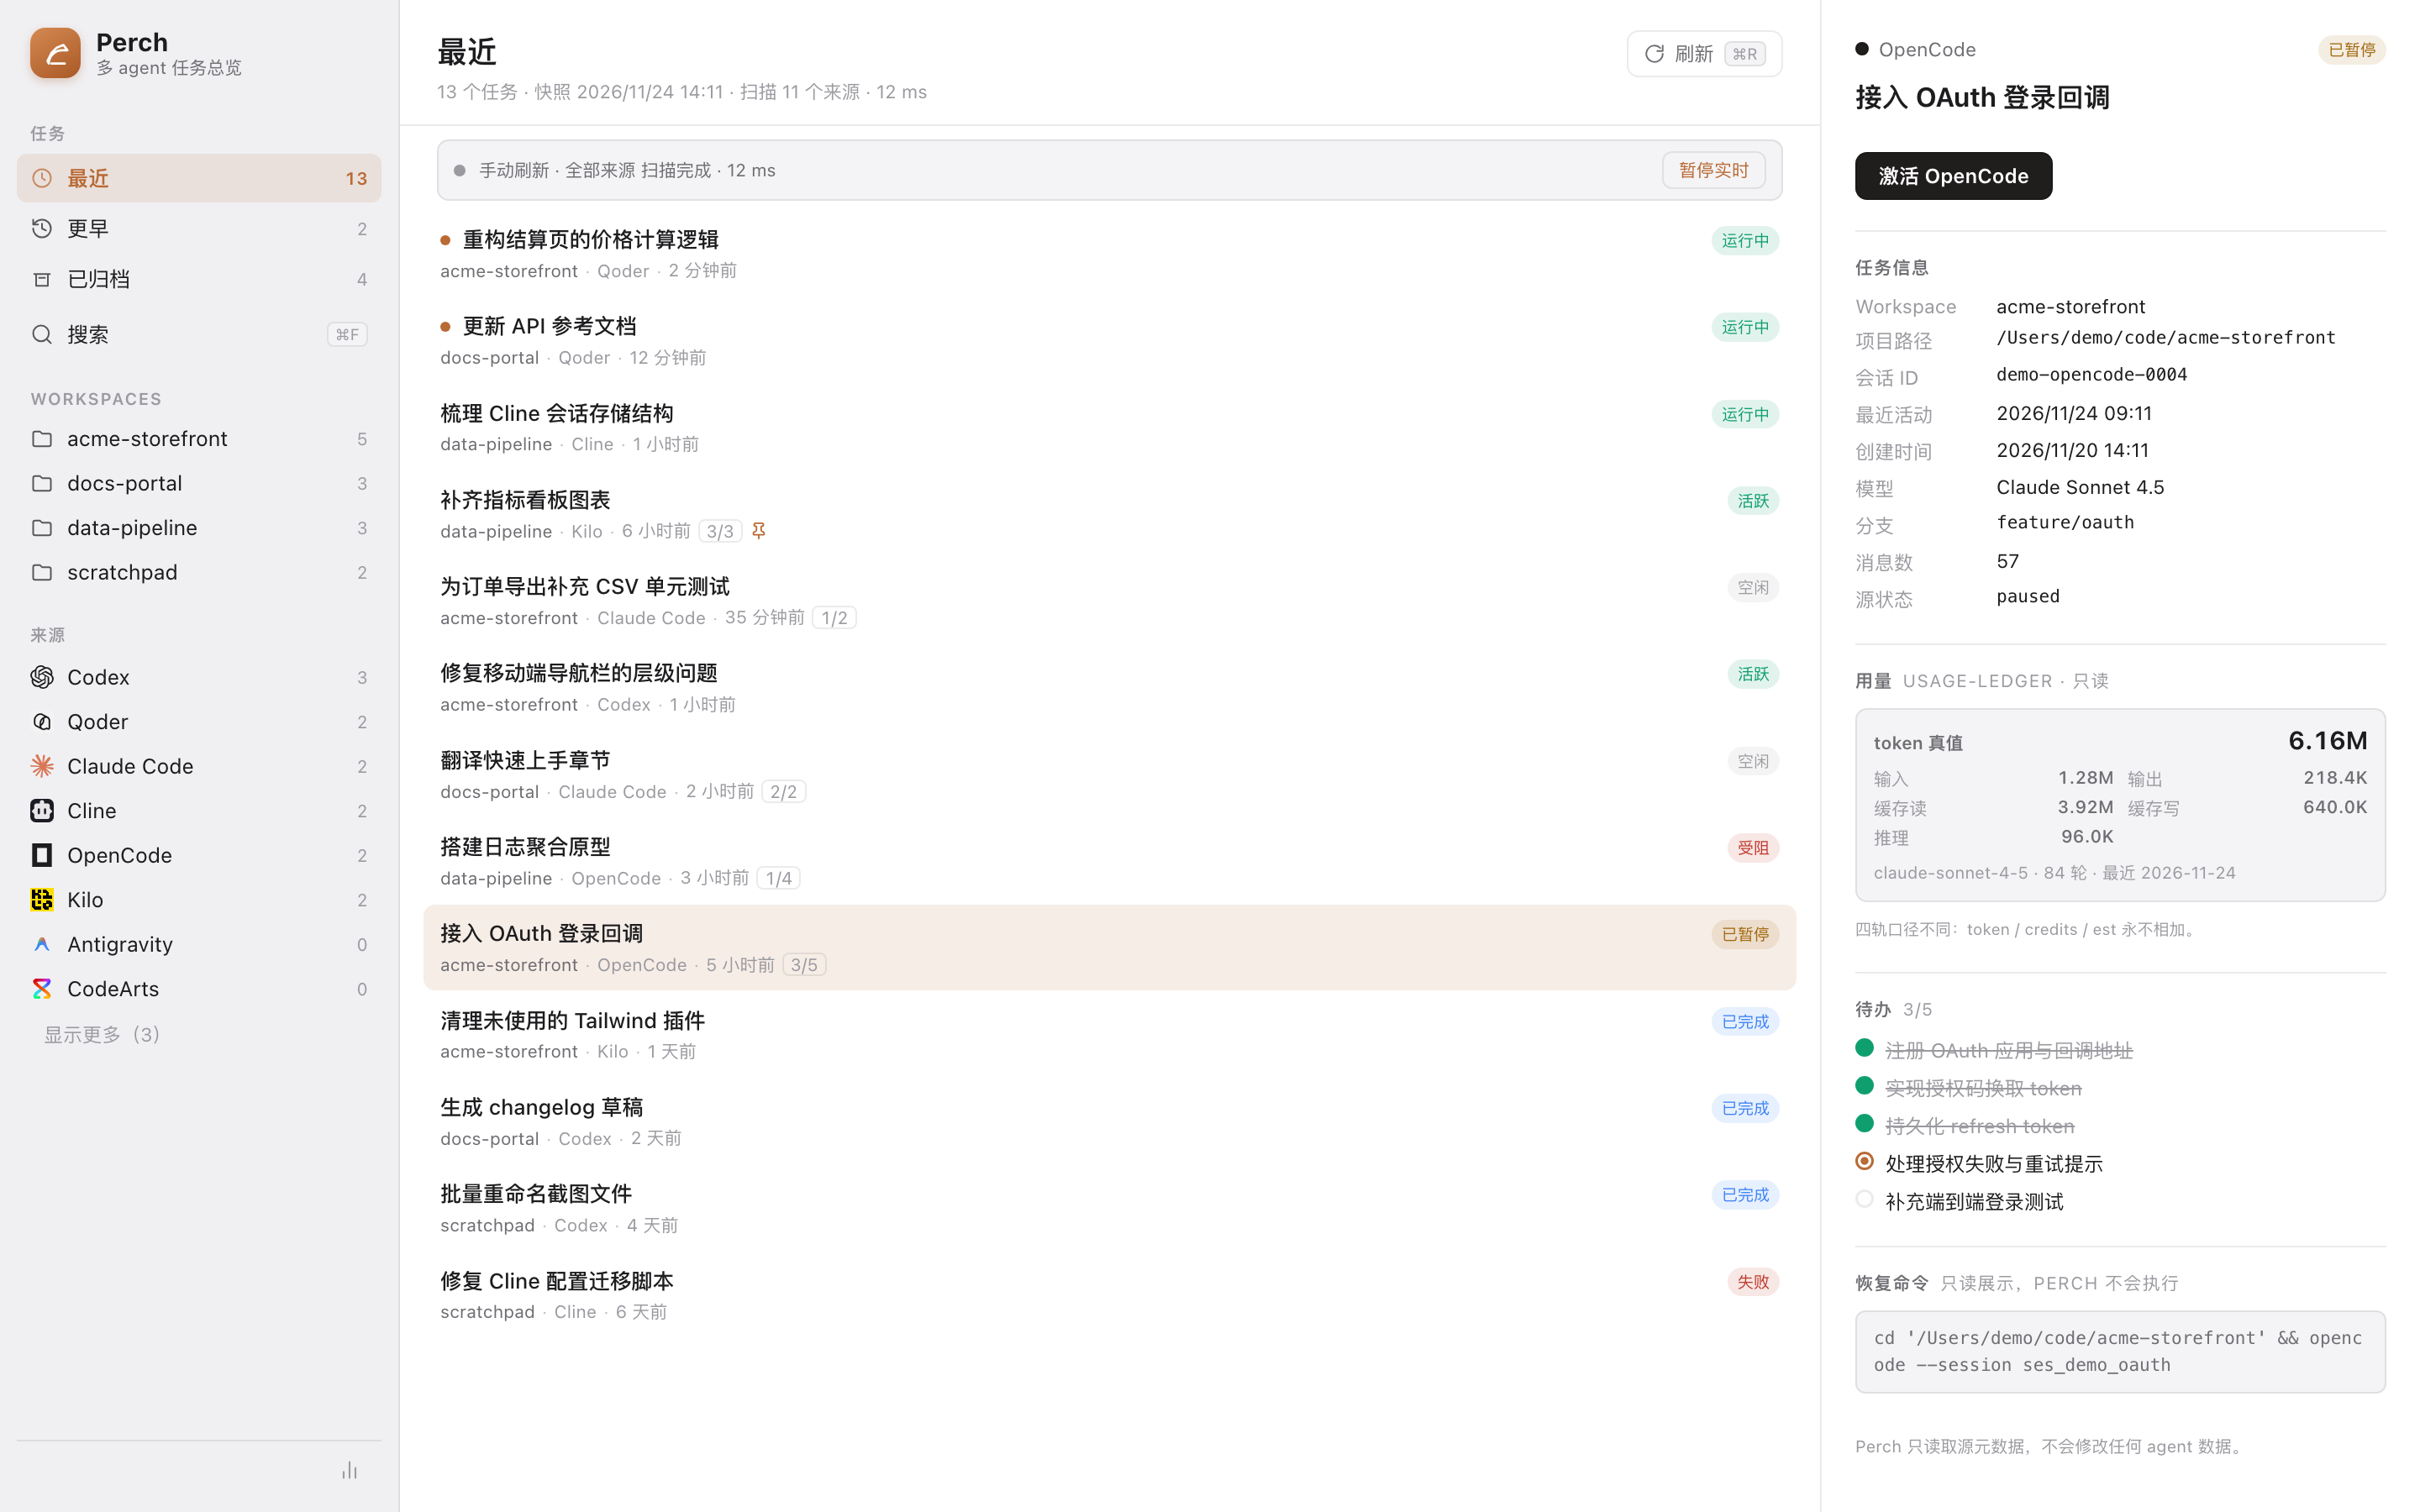 Perch
多 agent 任务总览
任务
最近 13
更早 2
已归档 4
搜索 ⌘F
WORKSPACES
acme-storefront 5
docs-portal 3
data-pipeline 3
scratchpad 2
来源
Codex 3
Qoder 2
Claude Code 2
Cline 2
OpenCode 2
Kilo 2
Antigravity 0
CodeArts 0
显示更多（3）
最近
13 个任务 · 快照 2026/11/24 14:11 · 扫描 11 个来源 · 12 ms
刷新 ⌘R
手动刷新 · 全部来源 扫描完成 · 12 ms
暂停实时
重构结算页的价格计算逻辑 运行中
acme-storefront · Qoder · 2 分钟前
更新 API 参考文档 运行中
docs-portal · Qoder · 12 分钟前
梳理 Cline 会话存储结构 运行中
data-pipeline · Cline · 1 小时前
补齐指标看板图表 活跃
data-pipeline · Kilo · 6 小时前 3/3
为订单导出补充 CSV 单元测试 空闲
acme-storefront · Claude Code · 35 分钟前 1/2
修复移动端导航栏的层级问题 活跃
acme-storefront · Codex · 1 小时前
翻译快速上手章节 空闲
docs-portal · Claude Code · 2 小时前 2/2
搭建日志聚合原型 受阻
data-pipeline · OpenCode · 3 小时前 1/4
接入 OAuth 登录回调 已暂停
acme-storefront · OpenCode · 5 小时前 3/5
清理未使用的 Tailwind 插件 已完成
acme-storefront · Kilo · 1 天前
生成 changelog 草稿 已完成
docs-portal · Codex · 2 天前
批量重命名截图文件 已完成
scratchpad · Codex · 4 天前
修复 Cline 配置迁移脚本 失败
scratchpad · Cline · 6 天前
OpenCode 已暂停
接入 OAuth 登录回调
激活 OpenCode
任务信息
Workspace acme-storefront
项目路径 /Users/demo/code/acme-storefront
会话 ID demo-opencode-0004
最近活动 2026/11/24 09:11
创建时间 2026/11/20 14:11
模型 Claude Sonnet 4.5
分支 feature/oauth
消息数 57
源状态 paused
用量 USAGE-LEDGER · 只读
token 真值 6.16M
输入 1.28M 输出 218.4K
缓存读 3.92M 缓存写 640.0K
推理 96.0K
claude-sonnet-4-5 · 84 轮 · 最近 2026-11-24
四轨口径不同：token / credits / est 永不相加。
待办 3/5
注册 OAuth 应用与回调地址
实现授权码换取 token
持久化 refresh token
处理授权失败与重试提示
补充端到端登录测试
恢复命令 只读展示，PERCH 不会执行
cd '/Users/demo/code/acme-storefront' && openc
ode --session ses_demo_oauth
Perch 只读取源元数据，不会修改任何 agent 数据。